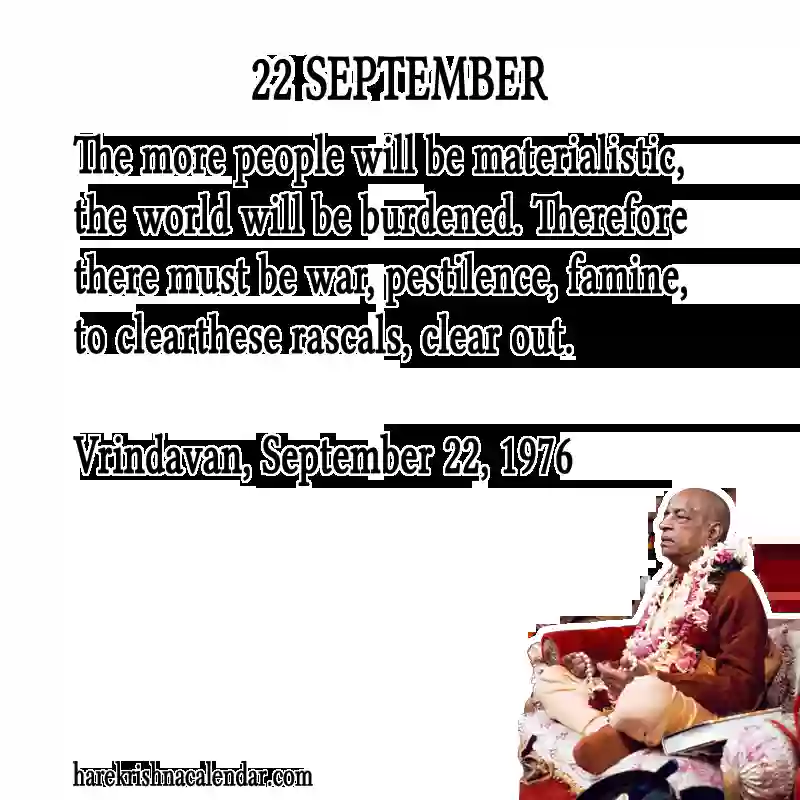 22 SEPTEMBER
The more people will be materialistic,
the world will be burdened. Therefore
there must be war, pestilence, famine,
to clearthese rascals, clear out.
Vrindavan, September 22, 1976
harekrishnacalendar.com